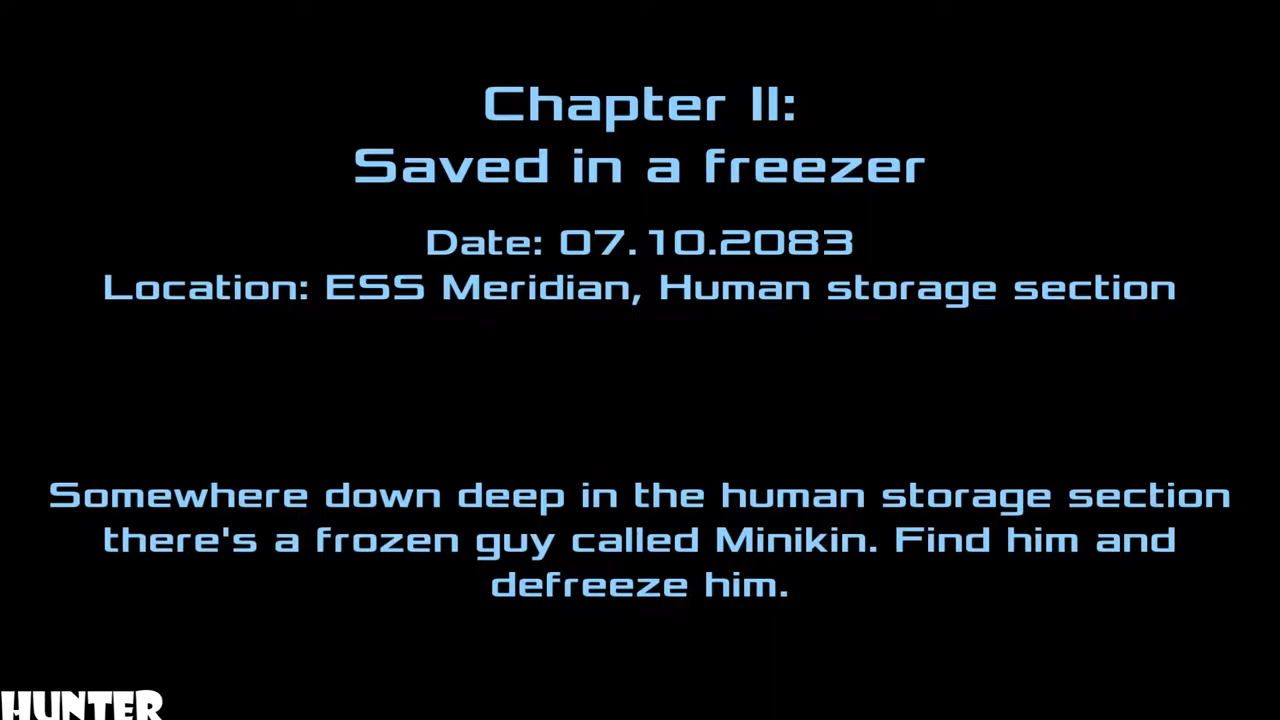 Chapter II:
Saved in a freezer
Date: 07.10.2083
Location: ESS Meridian, Human storage section
Somewhere down deep in the human storage section
there's a frozen guy called Minikin. Find him and
defreeze him.
HUNTER